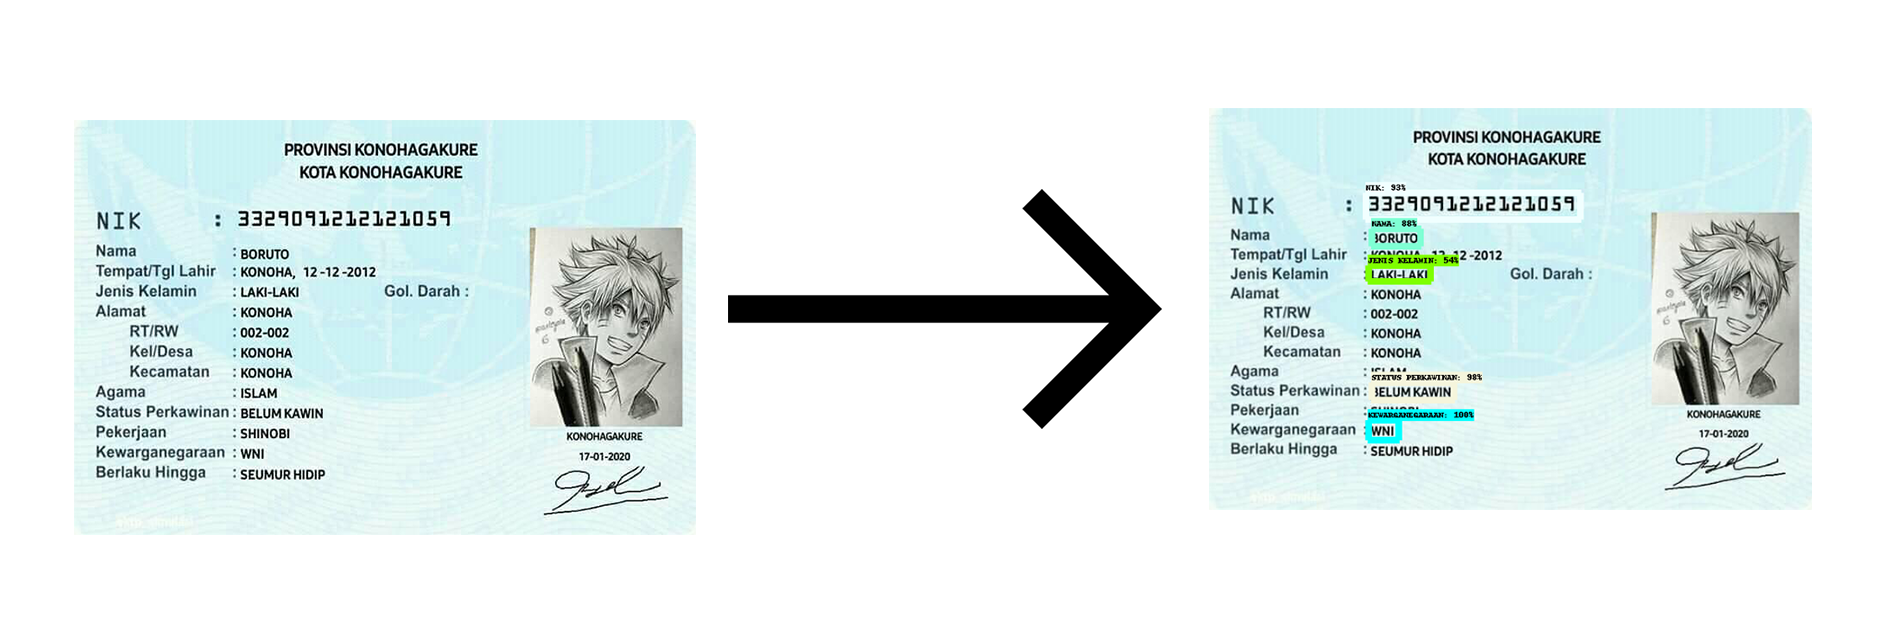 PROVINSI KONOHAGAKURE
KOTA KONOHAGAKURE
NIK : 3329091212121059
Nama : BORUTO
Tempat/Tgl Lahir : KONOHA, 12-12-2012
Jenis Kelamin : LAKI-LAKI Gol. Darah :
Alamat : KONOHA
RT/RW : 002-002
Kel/Desa : KONOHA
Kecamatan : KONOHA
Agama : ISLAM
Status Perkawinan : BELUM KAWIN
Pekerjaan : SHINOBI
Kewarganegaraan : WNI
Berlaku Hingga : SEUMUR HIDIP
KONOHAGAKURE
17-01-2020
PROVINSI KONOHAGAKURE
KOTA KONOHAGAKURE
NIK: 93%
NIK : 3329091212121059
NAMA: 88%
Nama : BORUTO
Tempat/Tgl Lahir : KONOHA, 12-12-2012
JENIS KELAMIN: 54%
Jenis Kelamin : LAKI-LAKI Gol. Darah :
Alamat : KONOHA
RT/RW : 002-002
Kel/Desa : KONOHA
Kecamatan : KONOHA
Agama : ISLAM
STATUS PERKAWINAN: 98%
Status Perkawinan : BELUM KAWIN
Pekerjaan : SHINOBI
KEWARGANEGARAAN: 100%
Kewarganegaraan : WNI
Berlaku Hingga : SEUMUR HIDIP
KONOHAGAKURE
17-01-2020